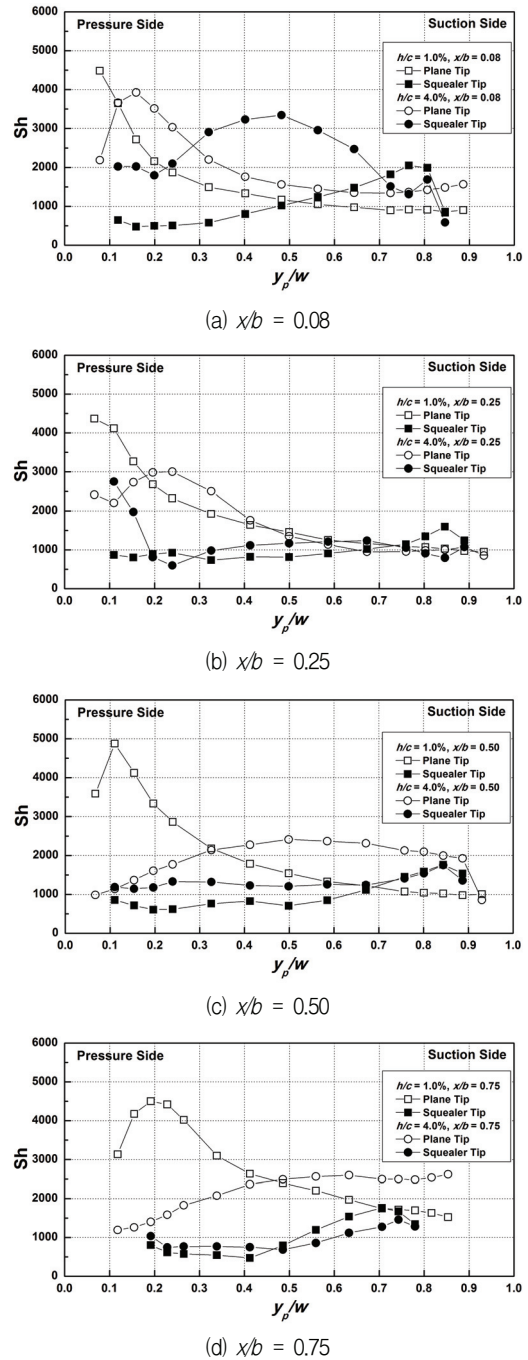 6000
Pressure Side
Suction Side
5000
h/c = 1.0%, x/b = 0.08
Plane Tip
Squealer Tip
h/c = 4.0%, x/b = 0.08
Plane Tip
Squealer Tip
4000
Sh
3000
2000
1000
0
0.0 0.1 0.2 0.3 0.4 0.5 0.6 0.7 0.8 0.9 1.0
yₚ/w
(a) x/b = 0.08
6000
Pressure Side
Suction Side
5000
h/c = 1.0%, x/b = 0.25
Plane Tip
Squealer Tip
h/c = 4.0%, x/b = 0.25
Plane Tip
Squealer Tip
4000
Sh
3000
2000
1000
0
0.0 0.1 0.2 0.3 0.4 0.5 0.6 0.7 0.8 0.9 1.0
yₚ/w
(b) x/b = 0.25
6000
Pressure Side
Suction Side
5000
h/c = 1.0%, x/b = 0.50
Plane Tip
Squealer Tip
h/c = 4.0%, x/b = 0.50
Plane Tip
Squealer Tip
4000
Sh
3000
2000
1000
0
0.0 0.1 0.2 0.3 0.4 0.5 0.6 0.7 0.8 0.9 1.0
yₚ/w
(c) x/b = 0.50
6000
Pressure Side
Suction Side
5000
h/c = 1.0%, x/b = 0.75
Plane Tip
Squealer Tip
h/c = 4.0%, x/b = 0.75
Plane Tip
Squealer Tip
4000
Sh
3000
2000
1000
0
0.0 0.1 0.2 0.3 0.4 0.5 0.6 0.7 0.8 0.9 1.0
yₚ/w
(d) x/b = 0.75